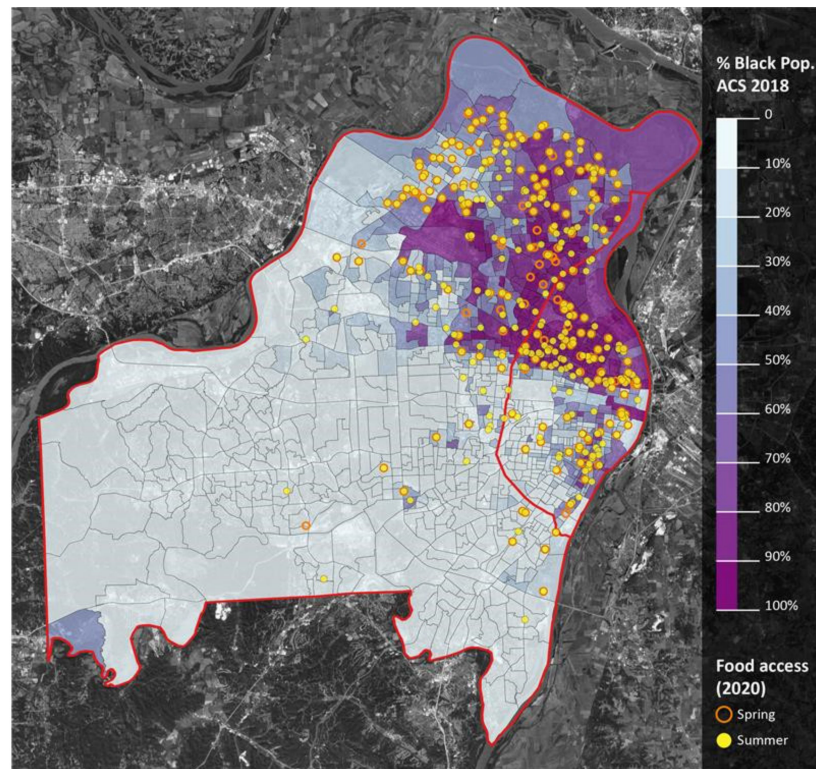 % Black Pop.
ACS 2018
0
10%
20%
30%
40%
50%
60%
70%
80%
90%
100%
Food access
(2020)
Spring
Summer